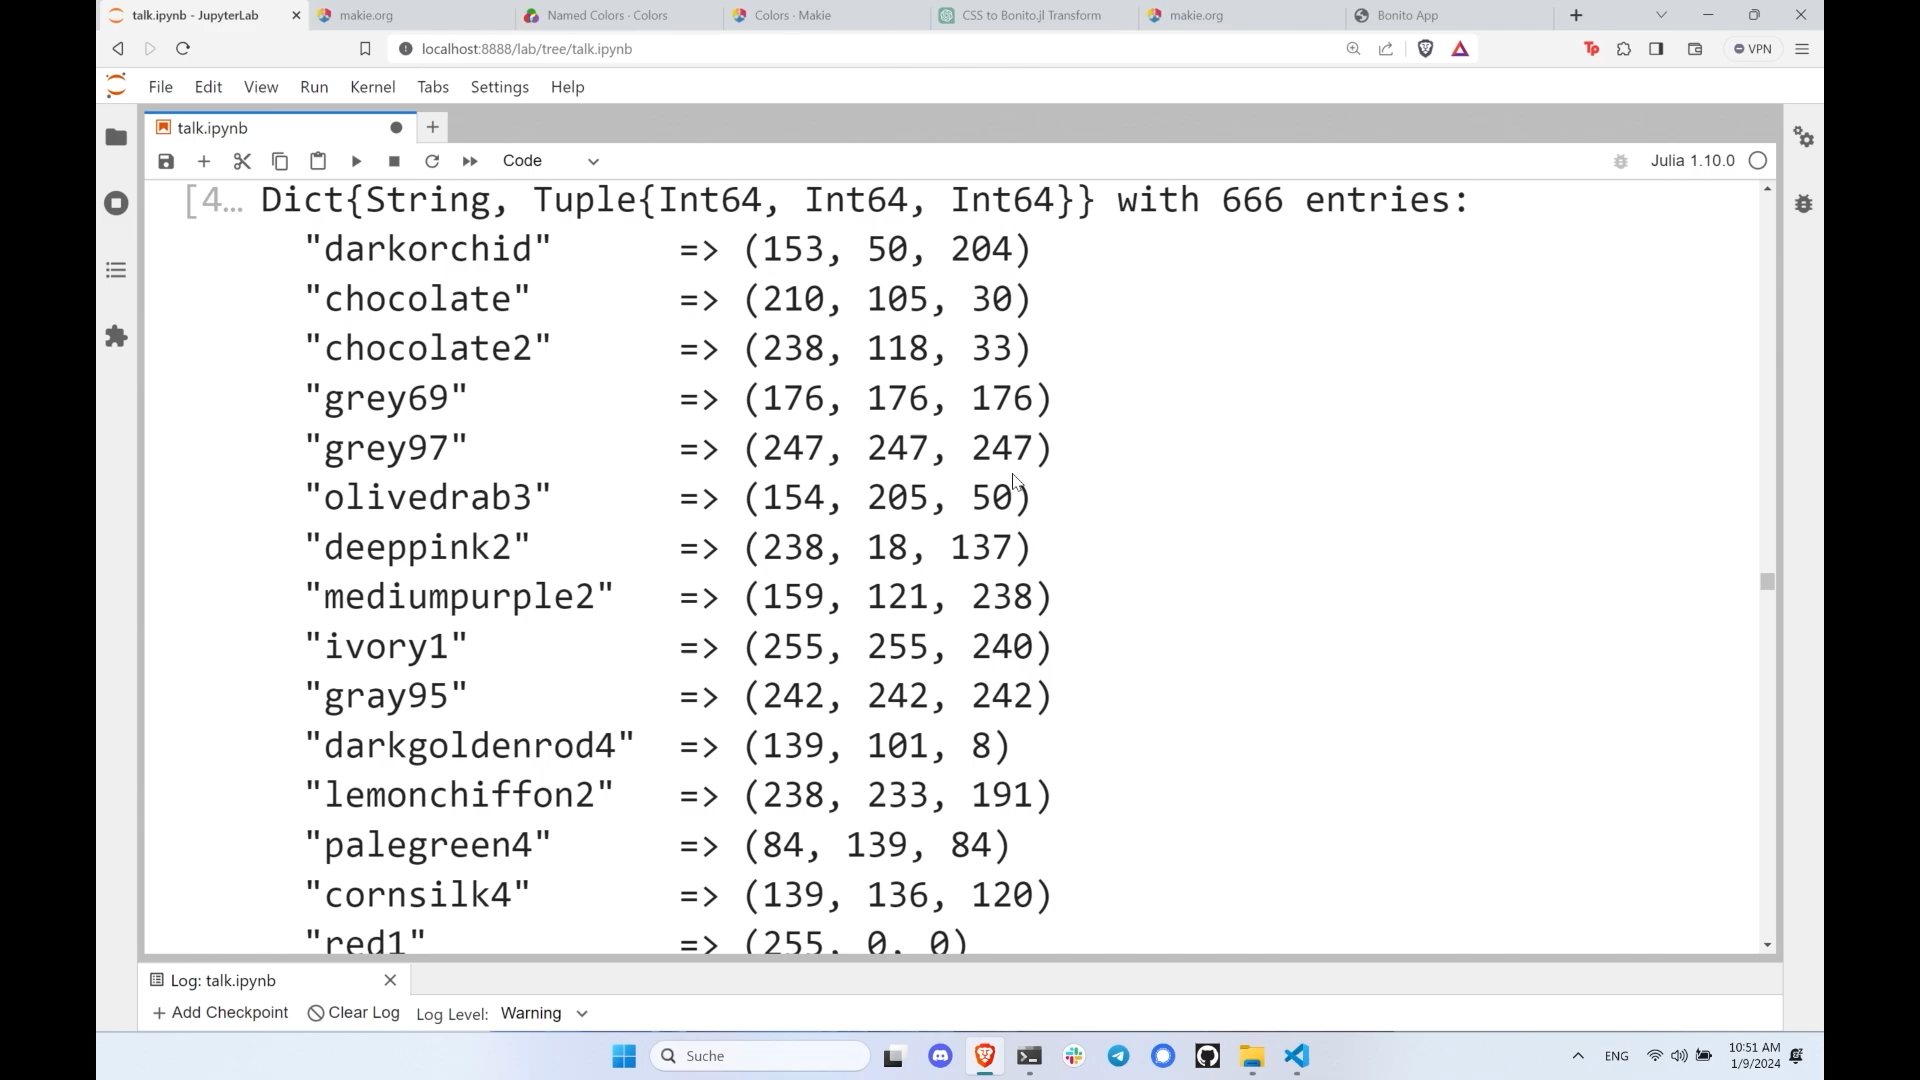 talk.ipynb - JupyterLab
makie.org
Named Colors · Colors
Colors · Makie
CSS to Bonito.jl Transform
makie.org
Bonito App
localhost:8888/lab/tree/talk.ipynb
Tp
VPN
File Edit View Run Kernel Tabs Settings Help
talk.ipynb
Code
Julia 1.10.0
[4... Dict{String, Tuple{Int64, Int64, Int64}} with 666 entries:
"darkorchid" => (153, 50, 204)
"chocolate" => (210, 105, 30)
"chocolate2" => (238, 118, 33)
"grey69" => (176, 176, 176)
"grey97" => (247, 247, 247)
"olivedrab3" => (154, 205, 50)
"deeppink2" => (238, 18, 137)
"mediumpurple2" => (159, 121, 238)
"ivory1" => (255, 255, 240)
"gray95" => (242, 242, 242)
"darkgoldenrod4" => (139, 101, 8)
"lemonchiffon2" => (238, 233, 191)
"palegreen4" => (84, 139, 84)
"cornsilk4" => (139, 136, 120)
"red1" => (255, 0, 0)
Log: talk.ipynb
+ Add Checkpoint Clear Log Log Level: Warning
Suche
ENG
10:51 AM
1/9/2024